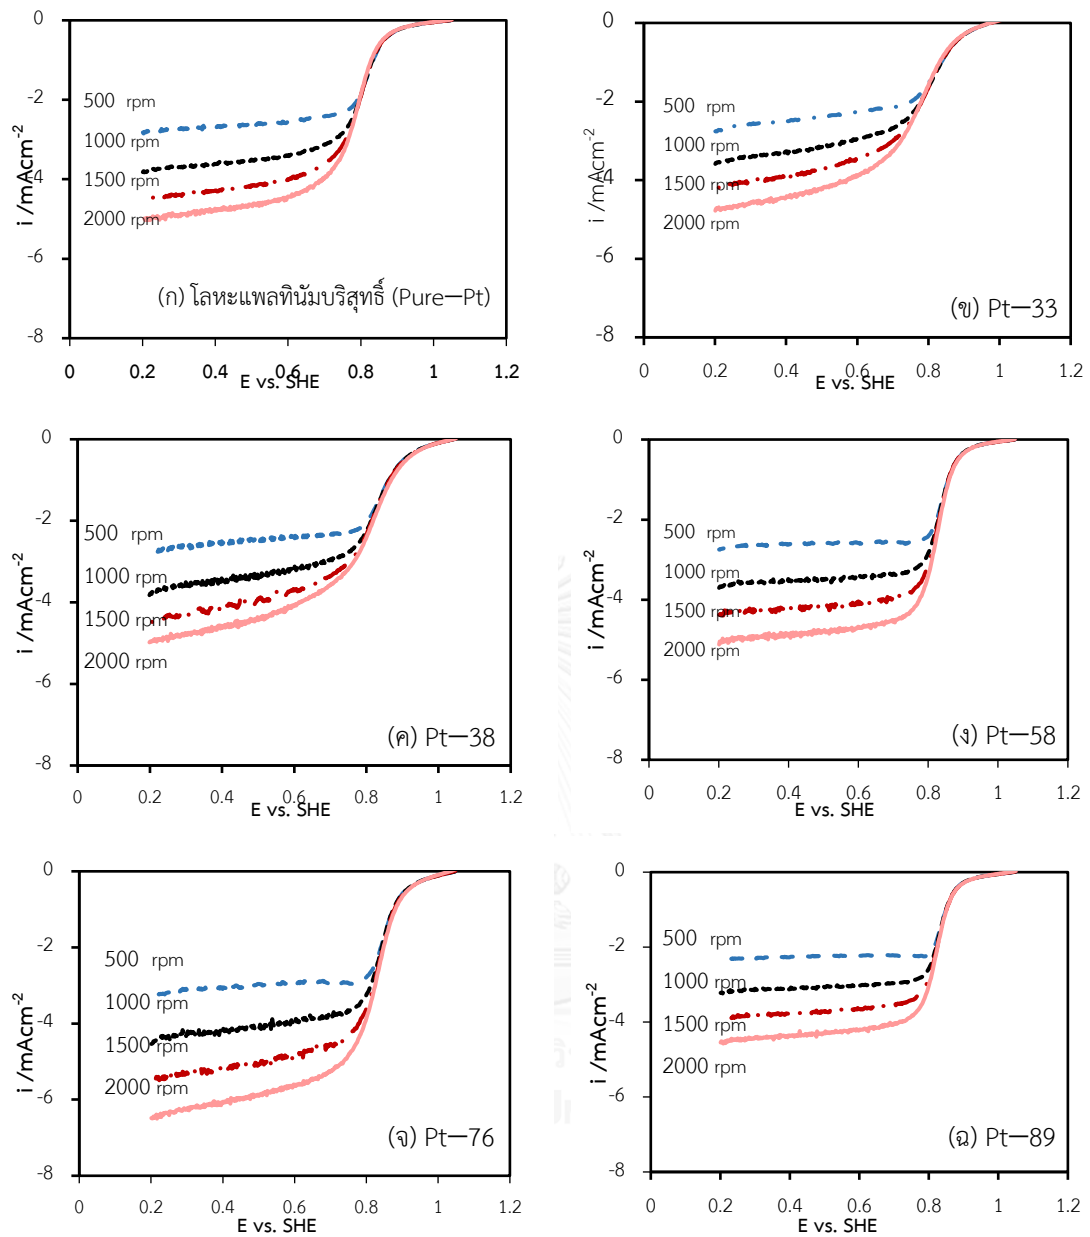 0
-2
-4
-6
-8
i /mAcm-2
500 rpm
1000 rpm
1500 rpm
2000 rpm
(ก) โลหะแพลทินัมบริสุทธิ์ (Pure—Pt)
0 0.2 0.4 0.6 0.8 1 1.2
E vs. SHE
0
-2
-4
-6
-8
i /mAcm-2
500 rpm
1000 rpm
1500 rpm
2000 rpm
(ข) Pt—33
0 0.2 0.4 0.6 0.8 1 1.2
E vs. SHE
0
-2
-4
-6
-8
i /mAcm-2
500 rpm
1000 rpm
1500 rpm
2000 rpm
(ค) Pt—38
0 0.2 0.4 0.6 0.8 1 1.2
E vs. SHE
0
-2
-4
-6
-8
i /mAcm-2
500 rpm
1000 rpm
1500 rpm
2000 rpm
(ง) Pt—58
0 0.2 0.4 0.6 0.8 1 1.2
E vs. SHE
0
-2
-4
-6
-8
i /mAcm-2
500 rpm
1000 rpm
1500 rpm
2000 rpm
(จ) Pt—76
0 0.2 0.4 0.6 0.8 1 1.2
E vs. SHE
0
-2
-4
-6
-8
i /mAcm-2
500 rpm
1000 rpm
1500 rpm
2000 rpm
(ฉ) Pt—89
0 0.2 0.4 0.6 0.8 1 1.2
E vs. SHE